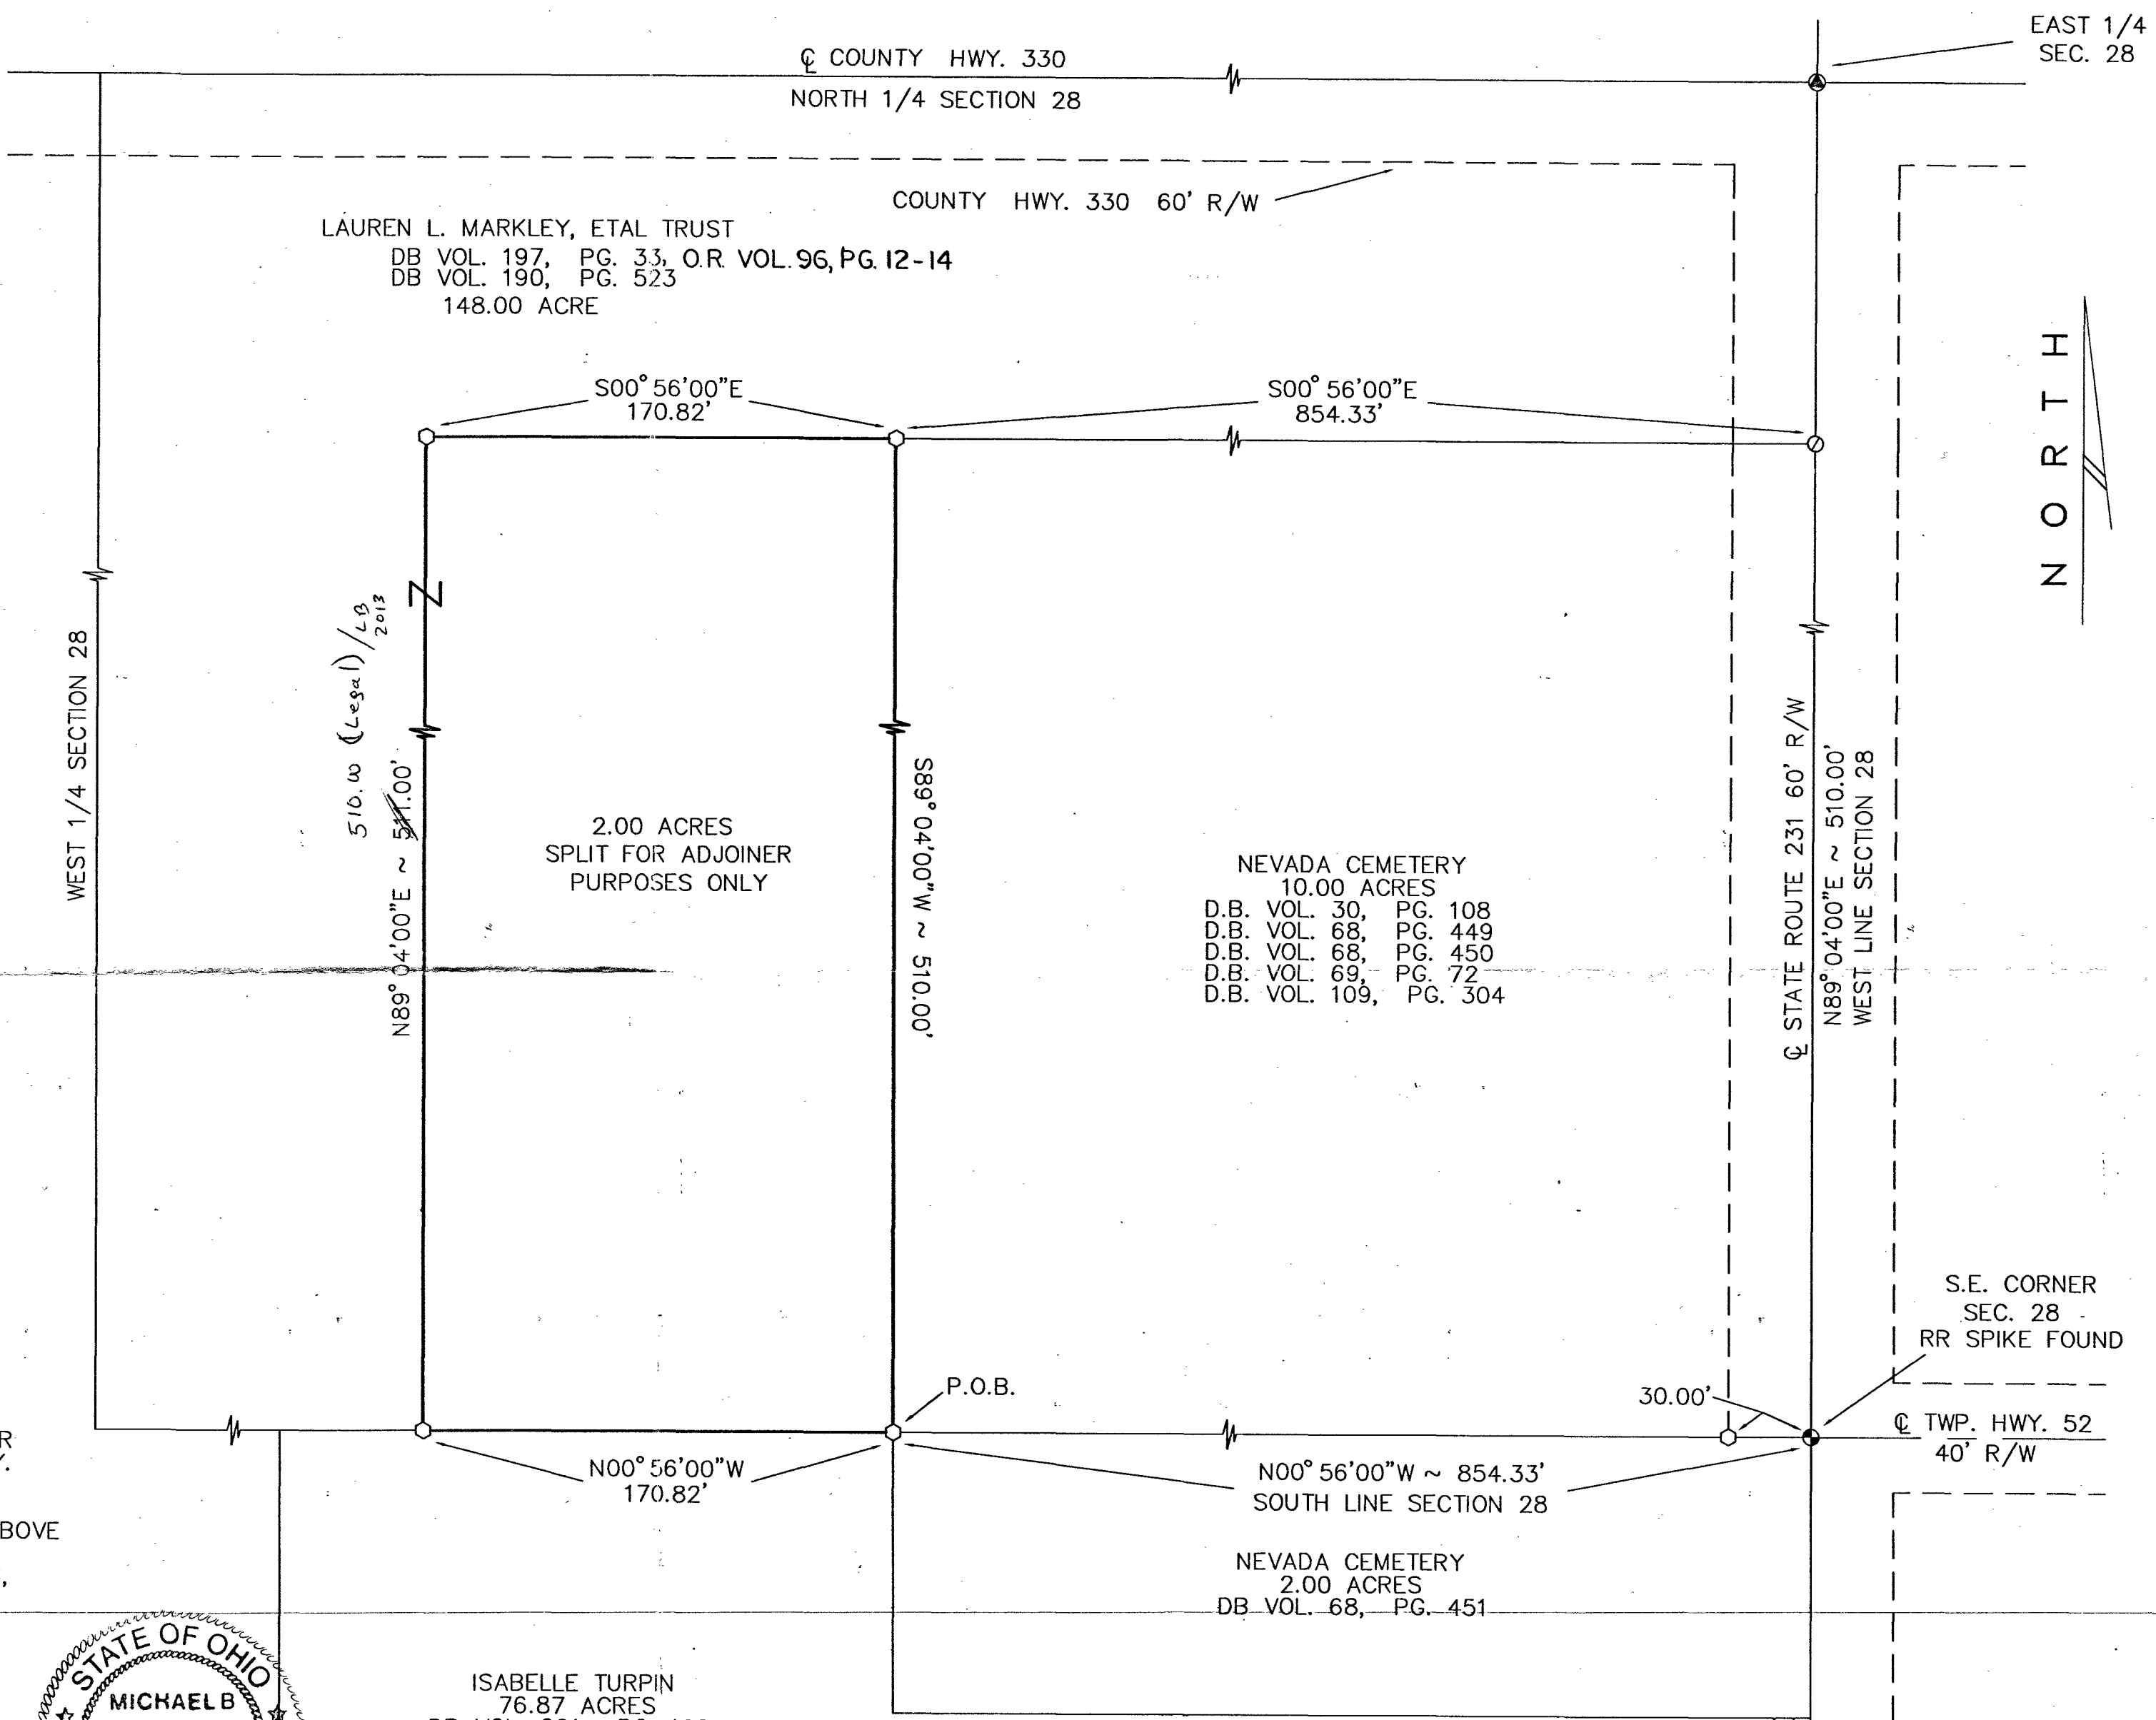 EAST 1/4
SEC. 28
℄ COUNTY HWY. 330
NORTH 1/4 SECTION 28
COUNTY HWY. 330 60' R/W
LAUREN L. MARKLEY, ETAL TRUST
DB VOL. 197, PG. 33, O.R. VOL. 96, PG. 12-14
DB VOL. 190, PG. 523
148.00 ACRE
NORTH
S00°56'00"E
170.82'
S00°56'00"E
854.33'
WEST 1/4 SECTION 28
510.00 (Legal)/LB
2013
N89°04'00"E ~ 511.00'
2.00 ACRES
SPLIT FOR ADJOINER
PURPOSES ONLY
S89°04'00"W ~ 510.00'
NEVADA CEMETERY
10.00 ACRES
D.B. VOL. 30, PG. 108
D.B. VOL. 68, PG. 449
D.B. VOL. 68, PG. 450
D.B. VOL. 69, PG. 72
D.B. VOL. 109, PG. 304
℄ STATE ROUTE 231 60' R/W
N89°04'00"E ~ 510.00'
WEST LINE SECTION 28
S.E. CORNER
SEC. 28
RR SPIKE FOUND
P.O.B.
30.00'
℄ TWP. HWY. 52
40' R/W
N00°56'00"W
170.82'
N00°56'00"W ~ 854.33'
SOUTH LINE SECTION 28
BOVE
NEVADA CEMETERY
2.00 ACRES
DB VOL. 68, PG. 451
STATE OF OHIO
MICHAEL B
ISABELLE TURPIN
76.87 ACRES